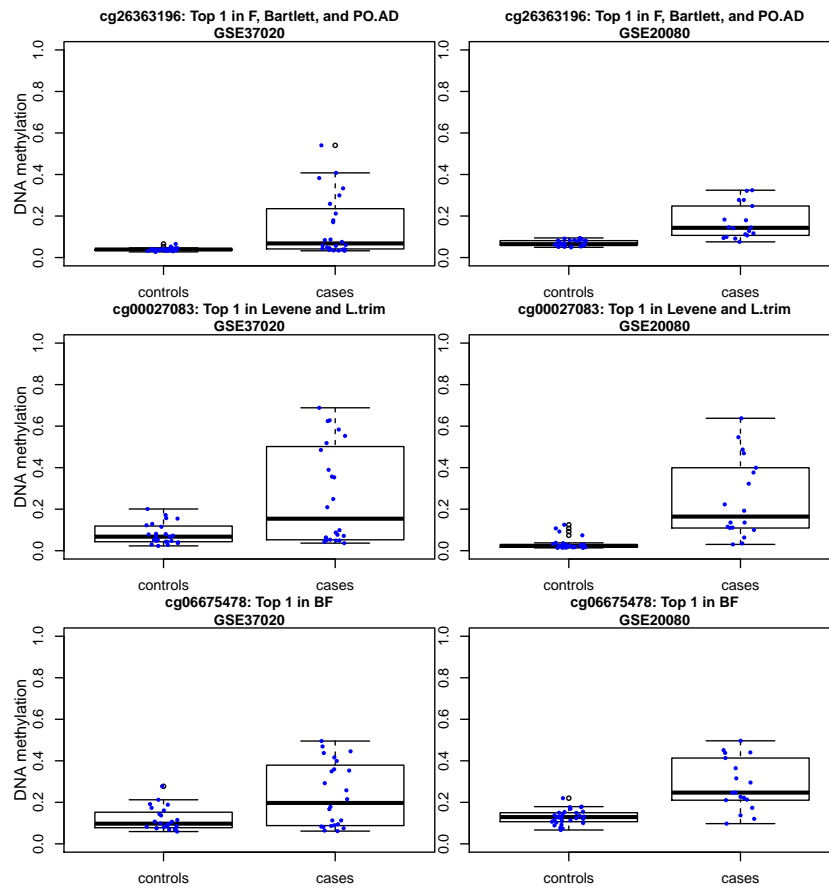 cg26363196: Top 1 in F, Bartlett, and PO.AD
GSE37020
DNA methylation
0.0 0.2 0.4 0.6 0.8 1.0
controls cases
cg26363196: Top 1 in F, Bartlett, and PO.AD
GSE20080
0.0 0.2 0.4 0.6 0.8 1.0
controls cases
cg00027083: Top 1 in Levene and L.trim
GSE37020
DNA methylation
0.0 0.2 0.4 0.6 0.8 1.0
controls cases
cg00027083: Top 1 in Levene and L.trim
GSE20080
0.0 0.2 0.4 0.6 0.8 1.0
controls cases
cg06675478: Top 1 in BF
GSE37020
DNA methylation
0.0 0.2 0.4 0.6 0.8 1.0
controls cases
cg06675478: Top 1 in BF
GSE20080
0.0 0.2 0.4 0.6 0.8 1.0
controls cases